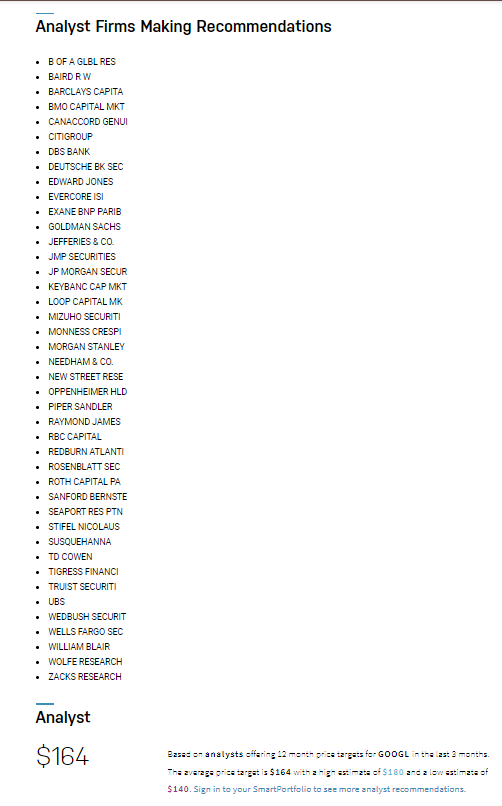 Analyst Firms Making Recommendations
B OF A GLBL RES
BAIRD R W
BARCLAYS CAPITA
BMO CAPITAL MKT
CANACCORD GENUI
CITIGROUP
DBS BANK
DEUTSCHE BK SEC
EDWARD JONES
EVERCORE ISI
EXANE BNP PARIB
GOLDMAN SACHS
JEFFERIES & CO.
JMP SECURITIES
JP MORGAN SECUR
KEYBANC CAP MKT
LOOP CAPITAL MK
MIZUHO SECURITI
MONNESS CRESPI
MORGAN STANLEY
NEEDHAM & CO.
NEW STREET RESE
OPPENHEIMER HLD
PIPER SANDLER
RAYMOND JAMES
RBC CAPITAL
REDBURN ATLANTI
ROSENBLATT SEC
ROTH CAPITAL PA
SANFORD BERNSTE
SEAPORT RES PTN
STIFEL NICOLAUS
SUSQUEHANNA
TD COWEN
TIGRESS FINANCI
TRUIST SECURITI
UBS
WEDBUSH SECURIT
WELLS FARGO SEC
WILLIAM BLAIR
WOLFE RESEARCH
ZACKS RESEARCH
Analyst
$164
Based on analysts offering 12 month price targets for GOOGL in the last 3 months.
The average price target is $164 with a high estimate of $180 and a low estimate of
$140. Sign in to your SmartPortfolio to see more analyst recommendations.